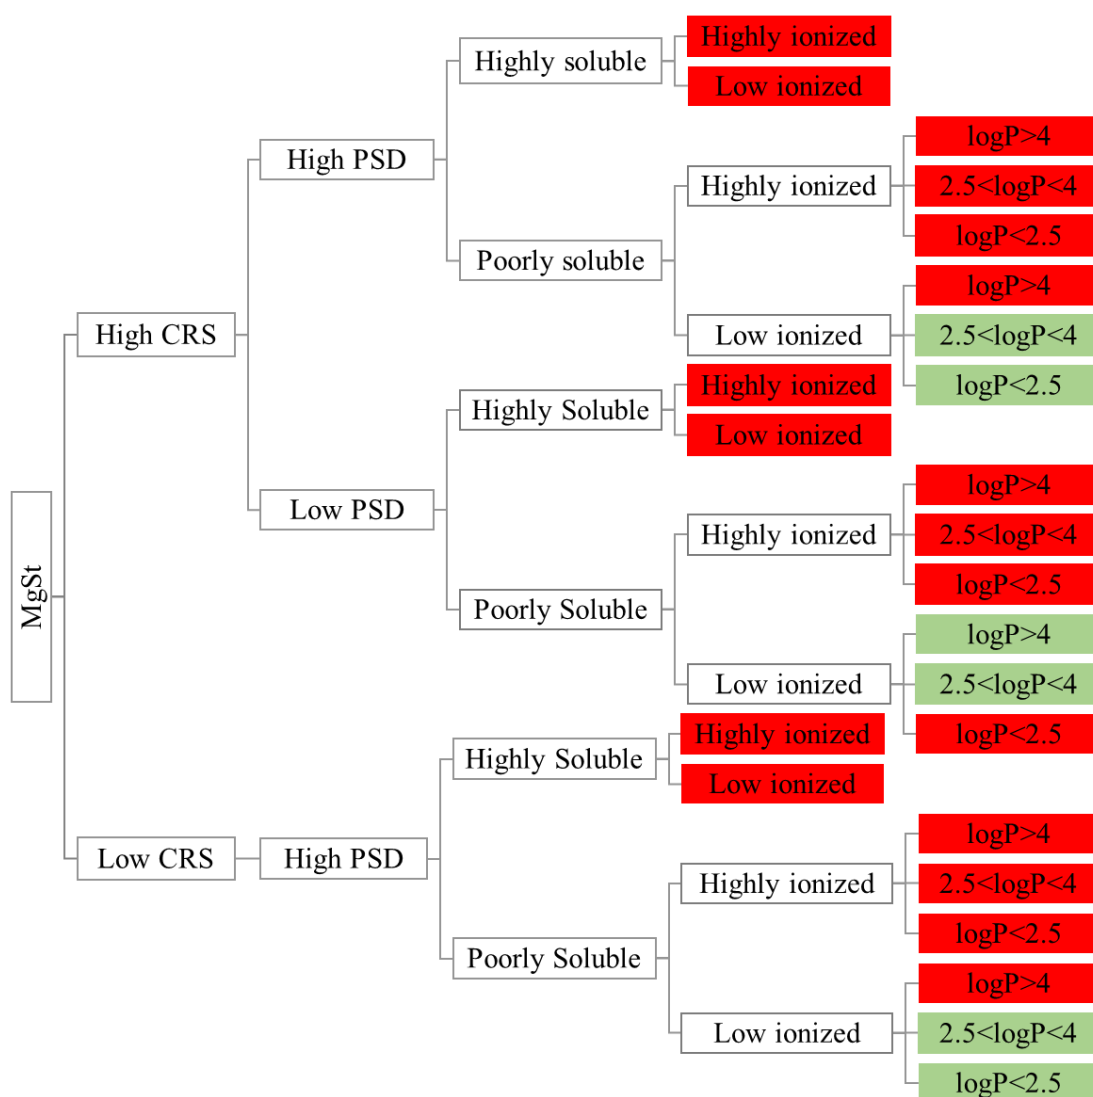 Highly ionized
Highly soluble
Low ionized
logP>4
High PSD
Highly ionized
2.5<logP<4
logP<2.5
Poorly soluble
logP>4
High CRS
Low ionized
2.5<logP<4
logP<2.5
Highly ionized
Highly Soluble
Low ionized
logP>4
Low PSD
Highly ionized
2.5<logP<4
logP<2.5
MgSt
Poorly Soluble
logP>4
Low ionized
2.5<logP<4
logP<2.5
Highly ionized
Highly Soluble
Low ionized
logP>4
Low CRS
High PSD
Highly ionized
2.5<logP<4
logP<2.5
Poorly Soluble
logP>4
Low ionized
2.5<logP<4
logP<2.5